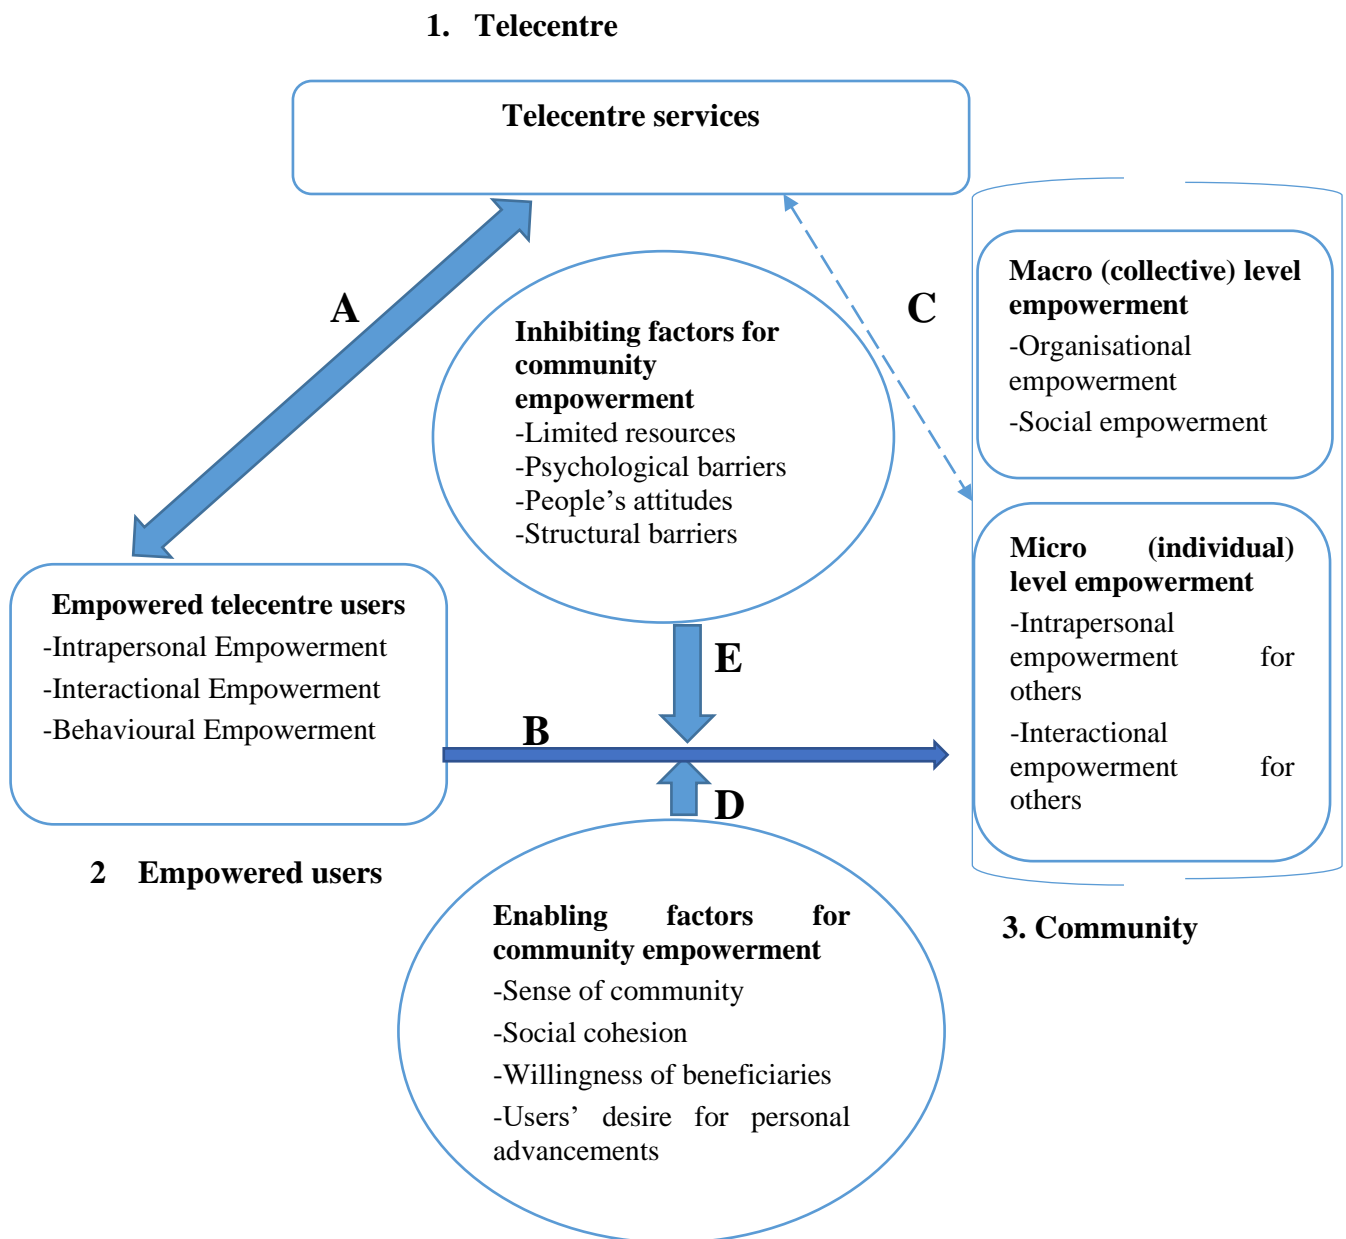 1. Telecentre
Telecentre services
A
C
Inhibiting factors for
community
empowerment
-Limited resources
-Psychological barriers
-People’s attitudes
-Structural barriers
Macro (collective) level
empowerment
-Organisational
empowerment
-Social empowerment
Empowered telecentre users
-Intrapersonal Empowerment
-Interactional Empowerment
-Behavioural Empowerment
Micro (individual)
level empowerment
-Intrapersonal
empowerment for
others
-Interactional
empowerment for
others
E
B
D
2 Empowered users
Enabling factors for
community empowerment
-Sense of community
-Social cohesion
-Willingness of beneficiaries
-Users’ desire for personal
advancements
3. Community